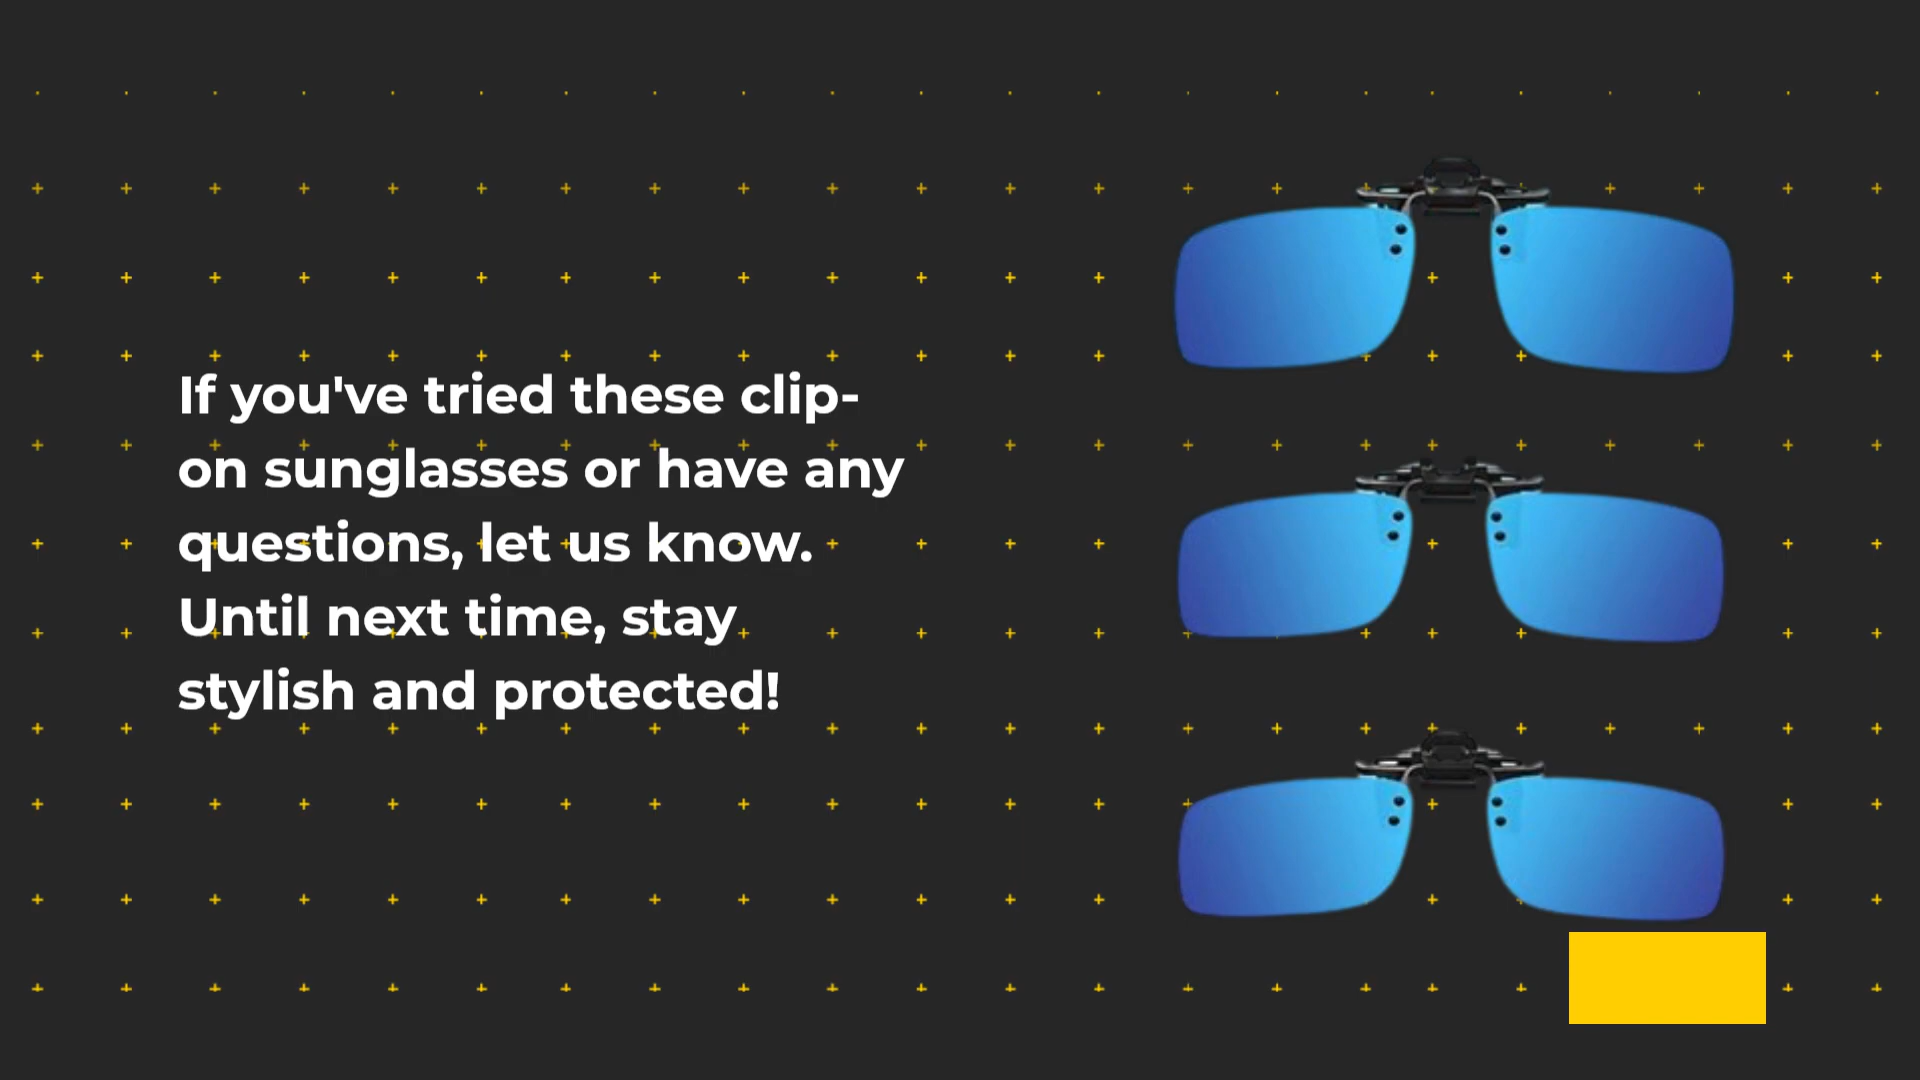 If you've tried these clip-
on sunglasses or have any
questions, let us know.
Until next time, stay
stylish and protected!